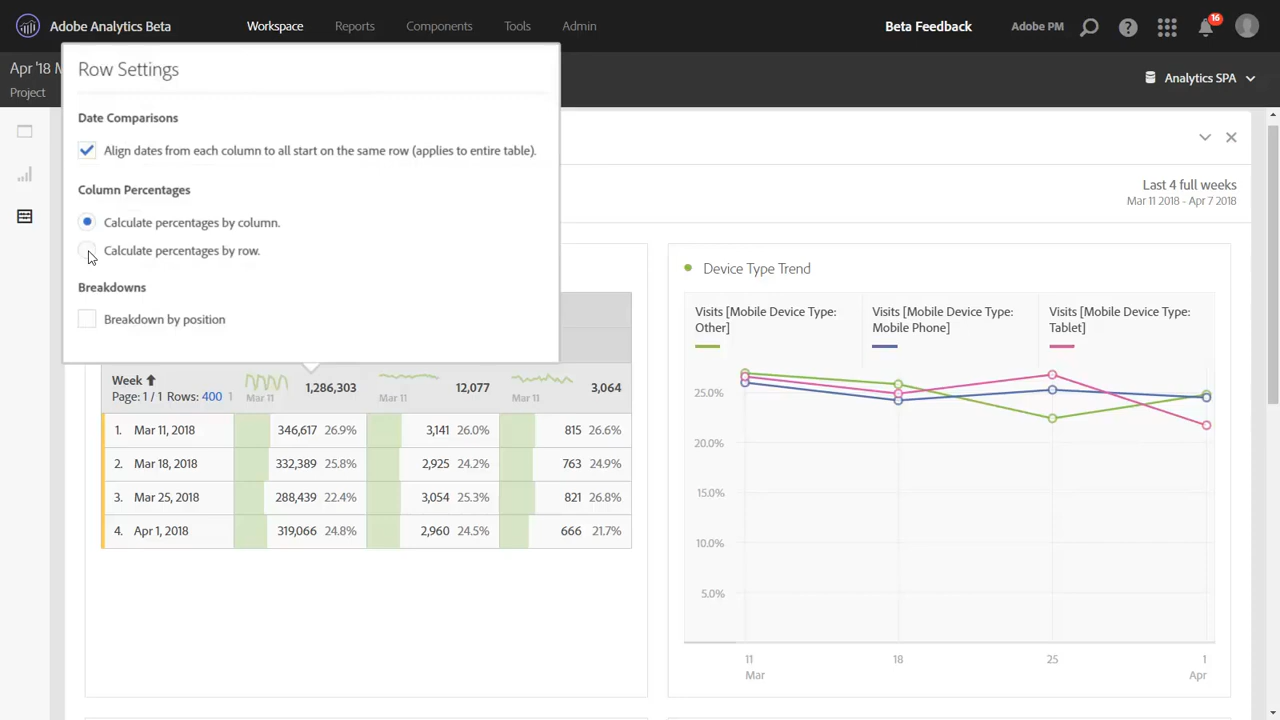 Adobe Analytics Beta
Workspace
Reports
Components
Tools
Admin
Beta Feedback
Adobe PM
?
16
Apr '18 M
Project
Analytics SPA
Row Settings
Date Comparisons
Align dates from each column to all start on the same row (applies to entire table).
Column Percentages
Calculate percentages by column.
Calculate percentages by row.
Breakdowns
Breakdown by position
Last 4 full weeks
Mar 11 2018 - Apr 7 2018
Week
Page: 1 / 1 Rows: 400 1
Mar 11
1,286,303
Mar 11
12,077
Mar 11
3,064
1. Mar 11, 2018 346,617 26.9% 3,141 26.0% 815 26.6%
2. Mar 18, 2018 332,389 25.8% 2,925 24.2% 763 24.9%
3. Mar 25, 2018 288,439 22.4% 3,054 25.3% 821 26.8%
4. Apr 1, 2018 319,066 24.8% 2,960 24.5% 666 21.7%
Device Type Trend
Visits [Mobile Device Type:
Other]
Visits [Mobile Device Type:
Mobile Phone]
Visits [Mobile Device Type:
Tablet]
25.0%
20.0%
15.0%
10.0%
5.0%
11 18 25 1
Mar Apr